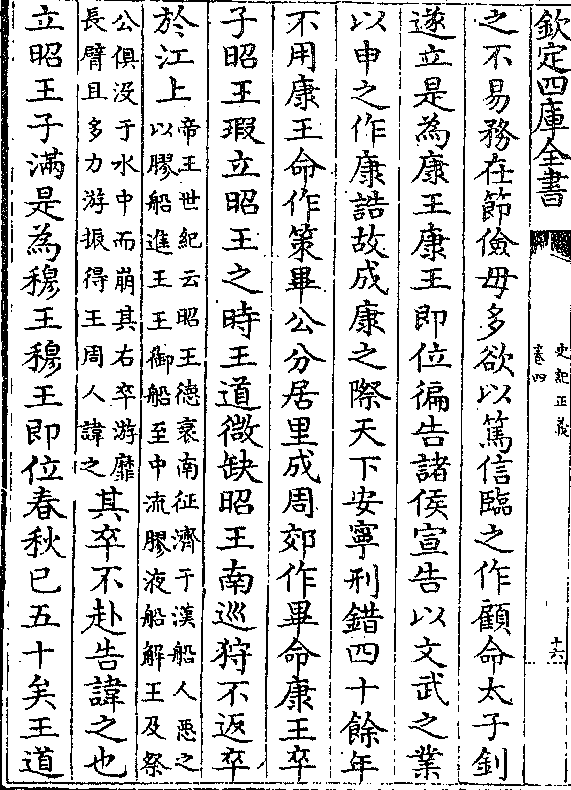 欽定四庫全書
史記正義
卷四
十六
之不易務在節儉毋多欲以篤信臨之作顧命太子釗
遂立是為康王康王即位徧告諸侯宣告以文武之業
以申之作康誥故成康之際天下安寧刑錯四十餘年
不用康王命作策畢公分居里成周郊作畢命康王卒
子昭王瑕立昭王之時王道微缺昭王南巡狩不返卒
於江上
帝王世紀云昭王德衰南征濟于漢船人惡之
以膠船進王王御船至中流膠液船解王及祭
公俱没于水中而崩其右卒游靡
長臂且多力游振得王周人諱之
其卒不赴告諱之也
立昭王子滿是為穆王穆王即位春秋已五十矣王道